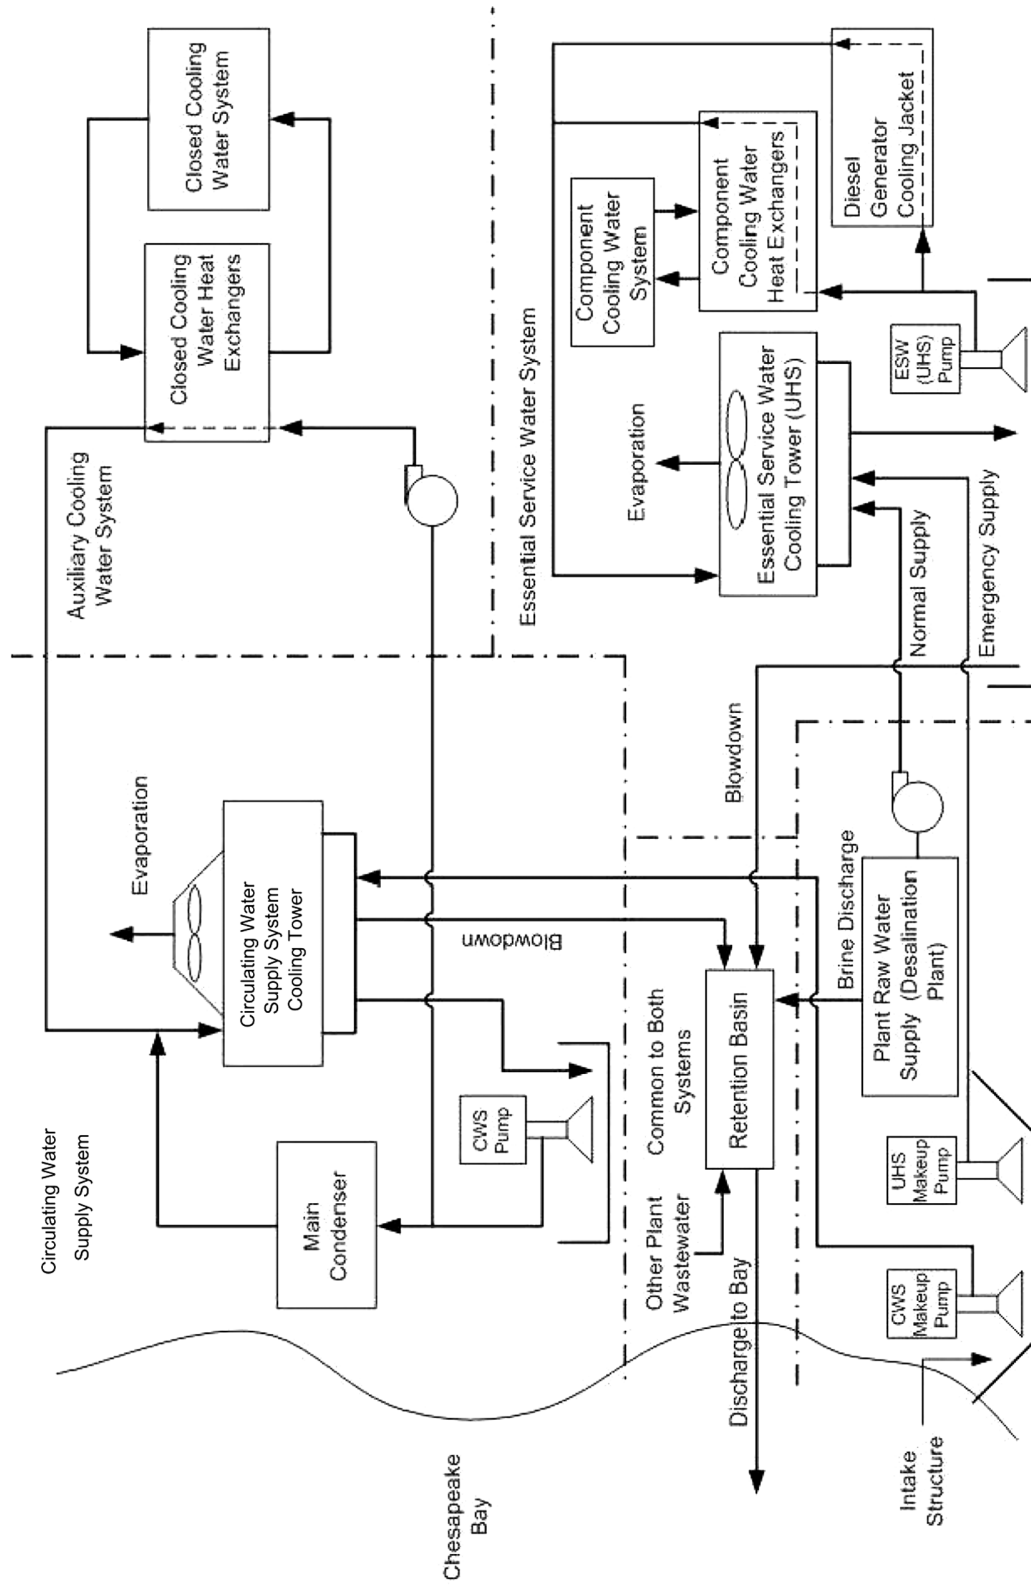 Circulating Water
Supply System
Evaporation
Circulating Water
Supply System
Cooling Tower
Main
Condenser
CWS
Pump
Blowdown
Auxiliary Cooling
Water System
Closed Cooling
Water Heat
Exchangers
Closed Cooling
Water System
Chesapeake
Bay
Other Plant
Wastewater
Common to Both
Systems
Retention Basin
Discharge to Bay
Blowdown
Brine Discharge
Plant Raw Water
Supply (Desalination
Plant)
Intake
Structure
CWS
Makeup
Pump
UHS
Makeup
Pump
Essential Service Water System
Evaporation
Essential Service Water
Cooling Tower (UHS)
Normal Supply
Emergency Supply
Component
Cooling Water
System
Component
Cooling Water
Heat Exchangers
Diesel
Generator
Cooling Jacket
ESW
(UHS)
Pump